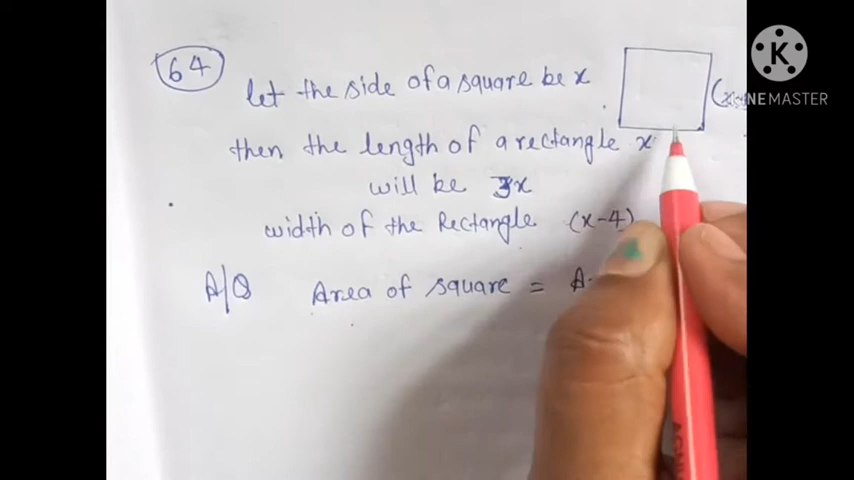 64
let the side of a square be x
then the length of a rectangle x
will be 3x
width of the Rectangle (x-4)
A/Q Area of square = A
K
NEMASTER